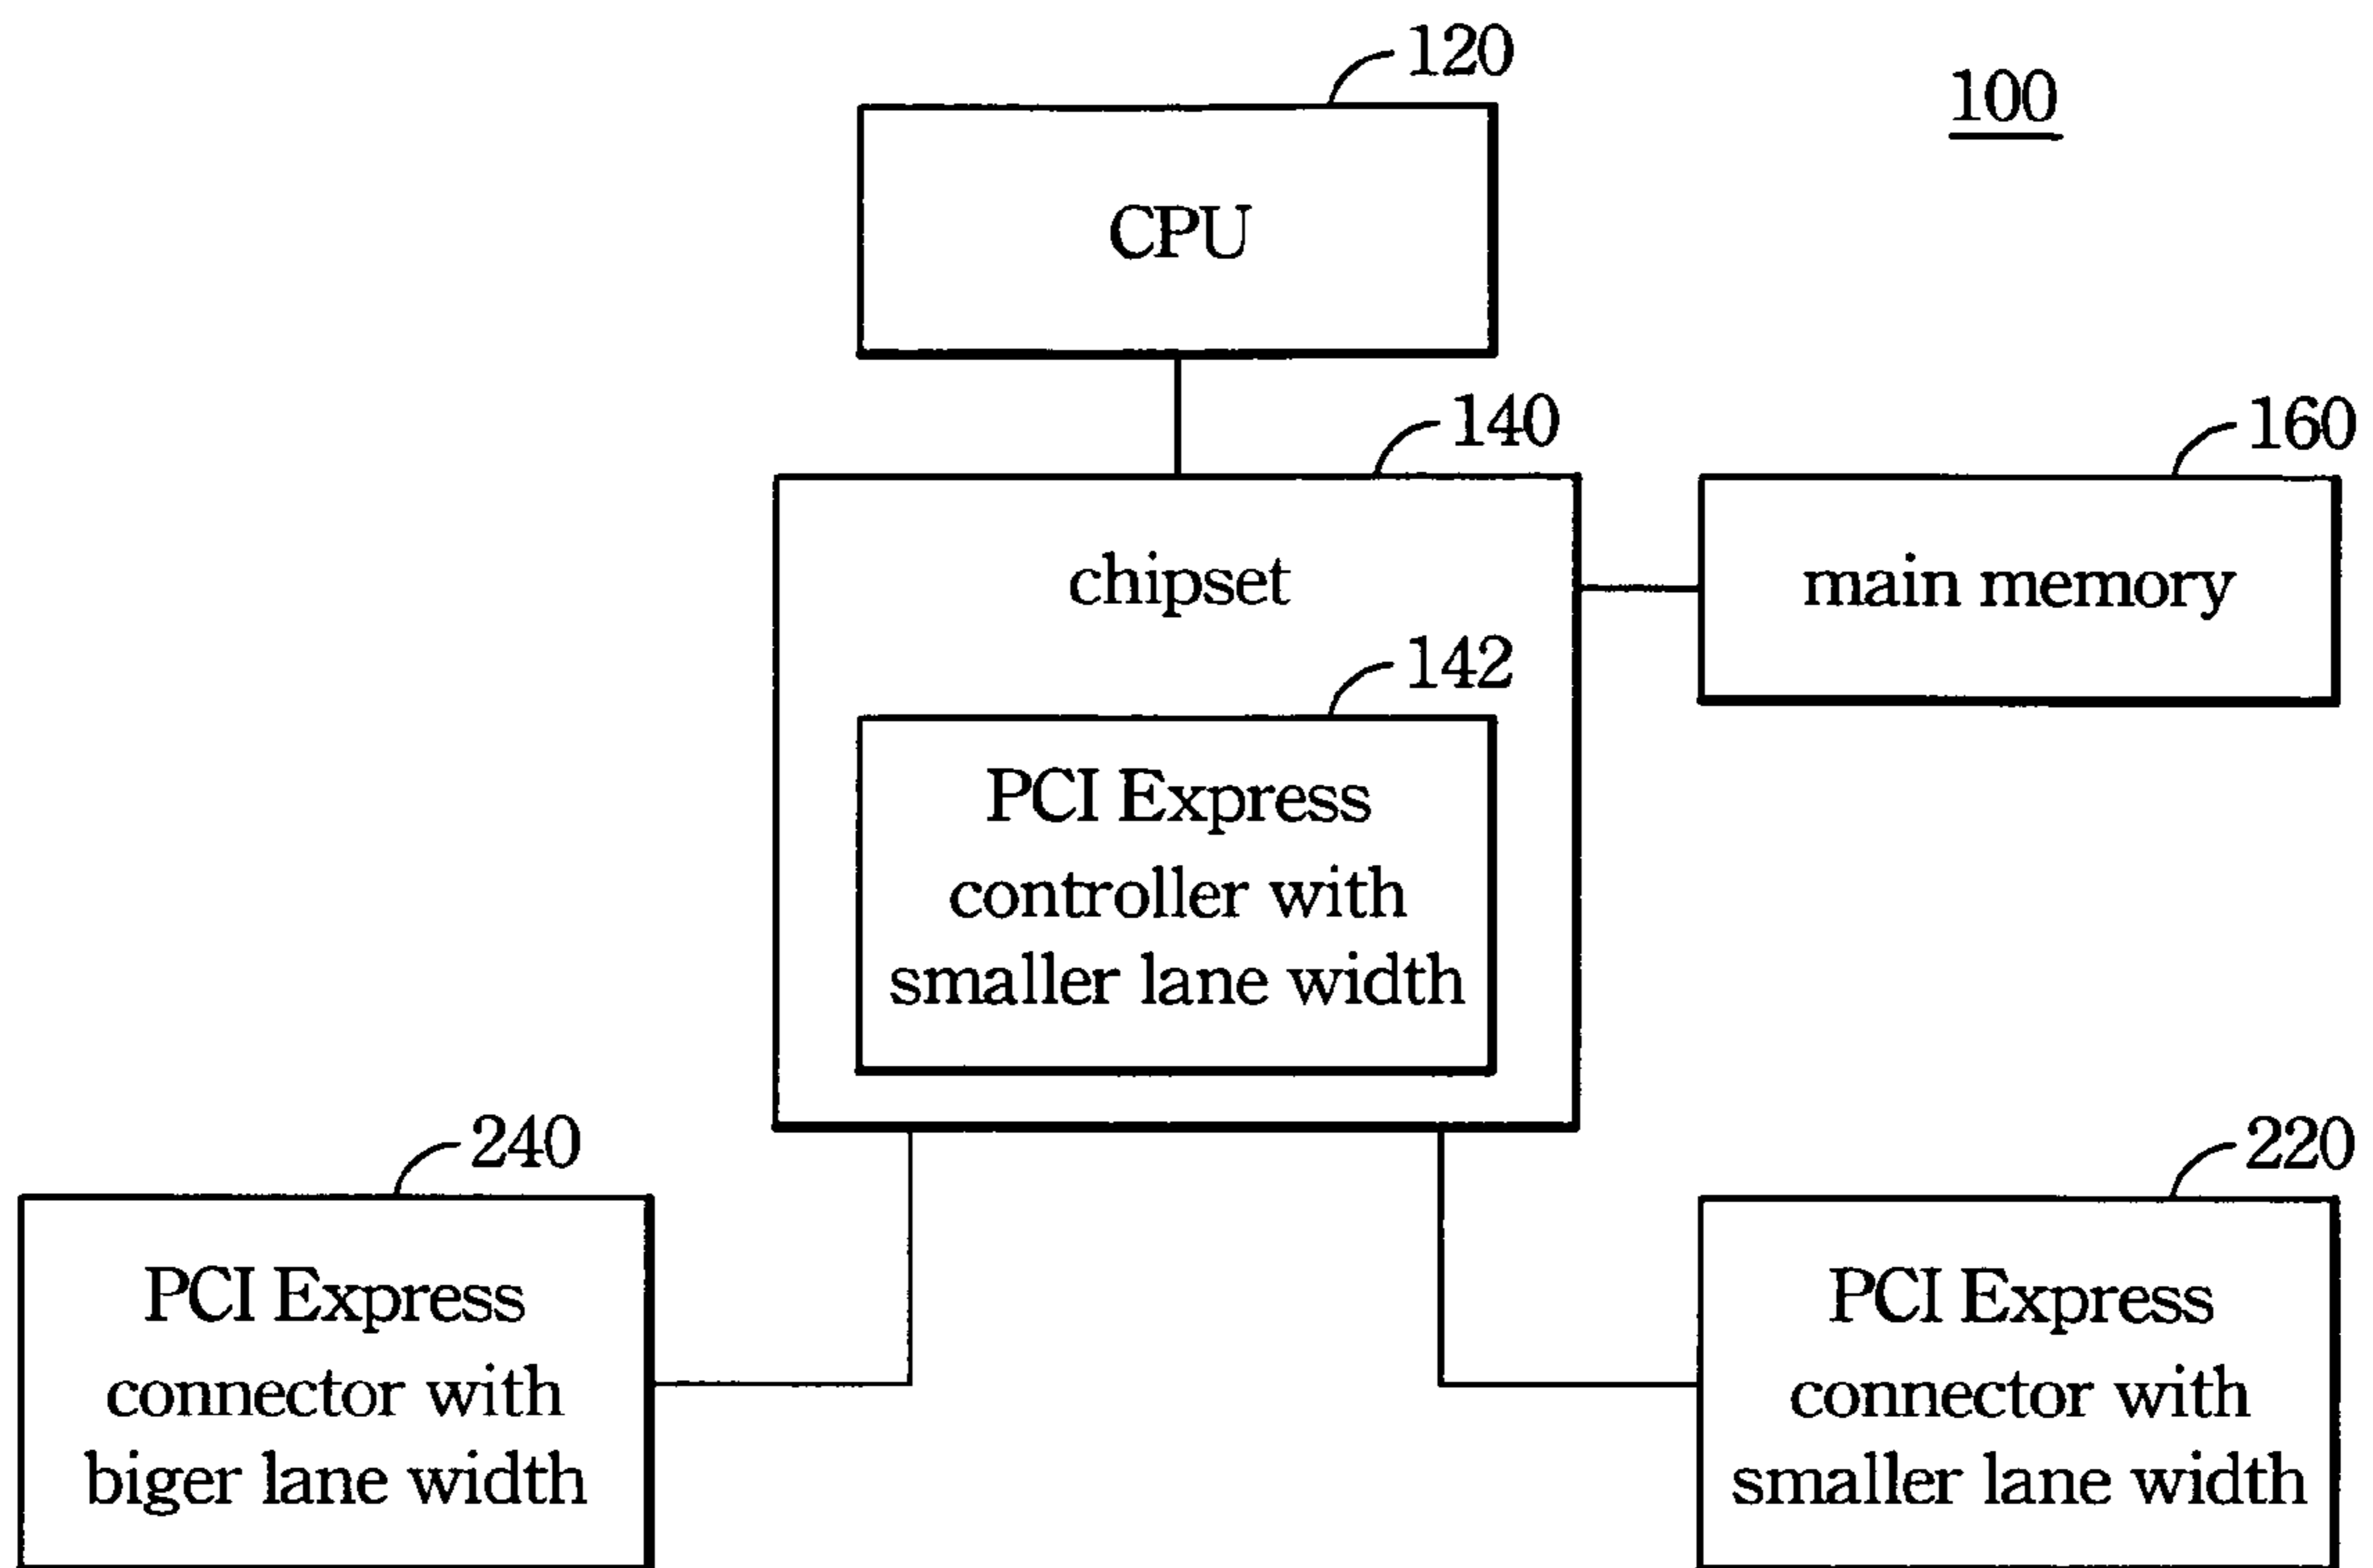 120
100
CPU
140
160
chipset
main memory
142
PCI Express
controller with
smaller lane width
240
220
PCI Express
connector with
biger lane width
PCI Express
connector with
smaller lane width